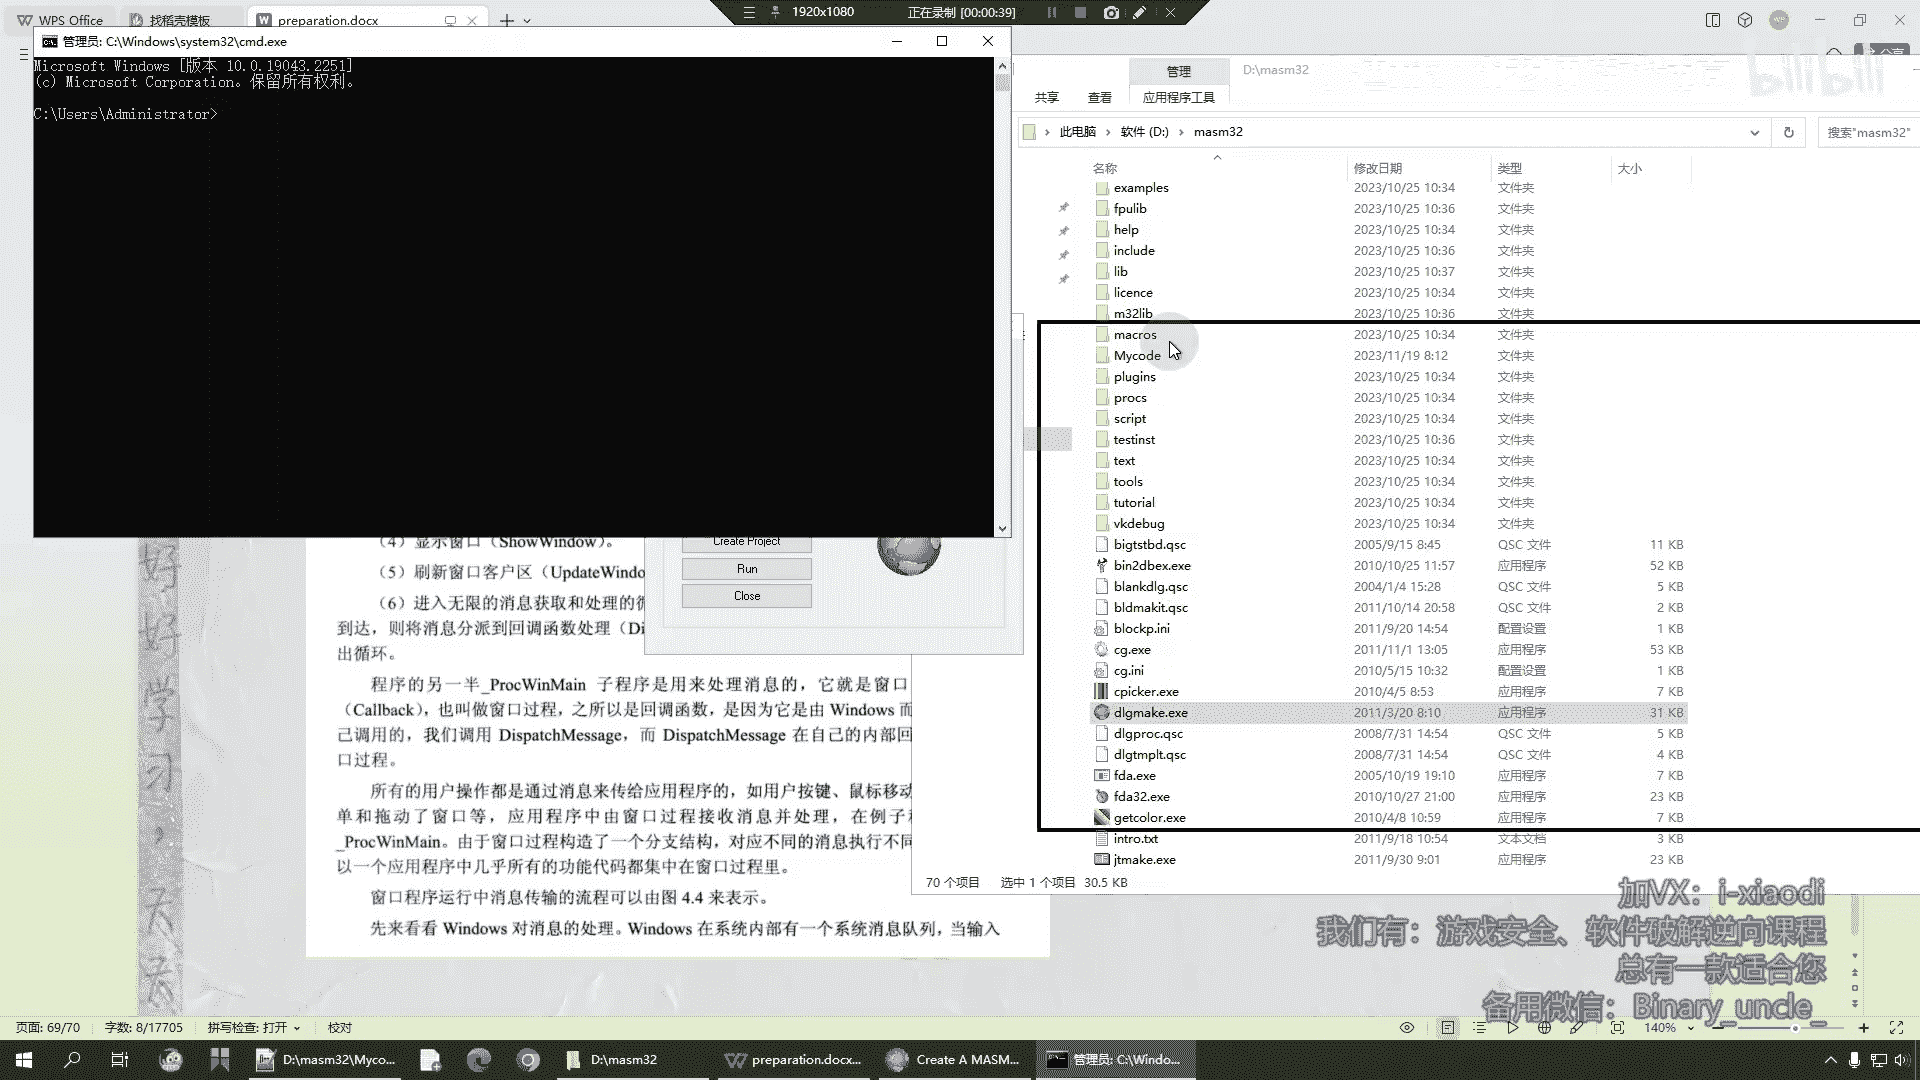 WPS Office
找稻壳模板
preparation.docx
1920x1080
正在录制 [00:00:39]
管理员: C:\Windows\system32\cmd.exe
Microsoft Windows [版本 10.0.19043.2251]
(c) Microsoft Corporation。保留所有权利。
C:\Users\Administrator>
bilibili
管理
D:\masm32
共享
查看
应用程序工具
此电脑 › 软件 (D:) › masm32
搜索"masm32"
名称 修改日期 类型 大小
examples 2023/10/25 10:34 文件夹
fpulib 2023/10/25 10:36 文件夹
help 2023/10/25 10:34 文件夹
include 2023/10/25 10:36 文件夹
lib 2023/10/25 10:37 文件夹
licence 2023/10/25 10:34 文件夹
m32lib 2023/10/25 10:36 文件夹
macros 2023/10/25 10:34 文件夹
Mycode 2023/11/19 8:12 文件夹
plugins 2023/10/25 10:34 文件夹
procs 2023/10/25 10:34 文件夹
script 2023/10/25 10:34 文件夹
testinst 2023/10/25 10:36 文件夹
text 2023/10/25 10:34 文件夹
tools 2023/10/25 10:34 文件夹
tutorial 2023/10/25 10:34 文件夹
vkdebug 2023/10/25 10:34 文件夹
bigtstbd.qsc 2005/9/15 8:45 QSC 文件 11 KB
bin2dbex.exe 2010/10/25 11:57 应用程序 52 KB
blankdlg.qsc 2004/1/4 15:28 QSC 文件 5 KB
bldmakit.qsc 2011/10/14 20:58 QSC 文件 2 KB
blockp.ini 2011/9/20 14:54 配置设置 1 KB
cg.exe 2011/11/1 13:05 应用程序 53 KB
cg.ini 2010/5/15 10:32 配置设置 1 KB
cpicker.exe 2010/4/5 8:53 应用程序 7 KB
dlgmake.exe 2011/3/20 8:10 应用程序 31 KB
dlgproc.qsc 2008/7/31 14:54 QSC 文件 5 KB
dlgtmplt.qsc 2008/7/31 14:54 QSC 文件 4 KB
fda.exe 2005/10/19 19:10 应用程序 7 KB
fda32.exe 2010/10/27 21:00 应用程序 23 KB
getcolor.exe 2010/4/8 10:59 应用程序 7 KB
intro.txt 2011/9/18 10:54 文本文档 3 KB
jtmake.exe 2011/9/30 9:01 应用程序 23 KB
70 个项目 选中 1 个项目 30.5 KB
Create Project
Run
Close
(4) 显示窗口（ShowWindow）。
（5）刷新窗口客户区（UpdateWindo
（6）进入无限的消息获取和处理的循
到达，则将消息分派到回调函数处理（Di
出循环。
程序的另一半_ProcWinMain 子程序是用来处理消息的，它就是窗口
（Callback），也叫做窗口过程，之所以是回调函数，是因为它是由 Windows 而
己调用的，我们调用 DispatchMessage，而 DispatchMessage 在自己的内部回
口过程。
所有的用户操作都是通过消息来传给应用程序的，如用户按键、鼠标移动
单和拖动了窗口等，应用程序中由窗口过程接收消息并处理，在例子程
_ProcWinMain。由于窗口过程构造了一个分支结构，对应不同的消息执行不同
以一个应用程序中几乎所有的功能代码都集中在窗口过程里。
窗口程序运行中消息传输的流程可以由图 4.4 来表示。
先来看看 Windows 对消息的处理。Windows 在系统内部有一个系统消息队列，当输入
好好学习，天天
加VX：i-xiaodi
我们有：游戏安全、软件破解逆向课程
总有一款适合您
备用微信：Binary_uncle_
页面: 69/70 字数: 8/17705 拼写检查: 打开 校对
140%
D:\masm32\Myco...
D:\masm32
preparation.docx...
Create A MASM...
管理员: C:\Windo...